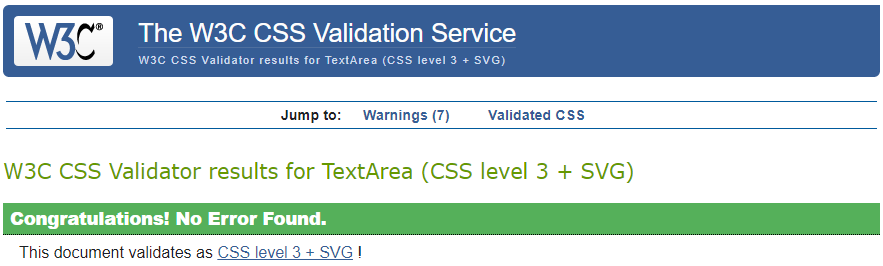 W3C®
The W3C CSS Validation Service
W3C CSS Validator results for TextArea (CSS level 3 + SVG)
Jump to: Warnings (7) Validated CSS
W3C CSS Validator results for TextArea (CSS level 3 + SVG)
Congratulations! No Error Found.
This document validates as CSS level 3 + SVG !